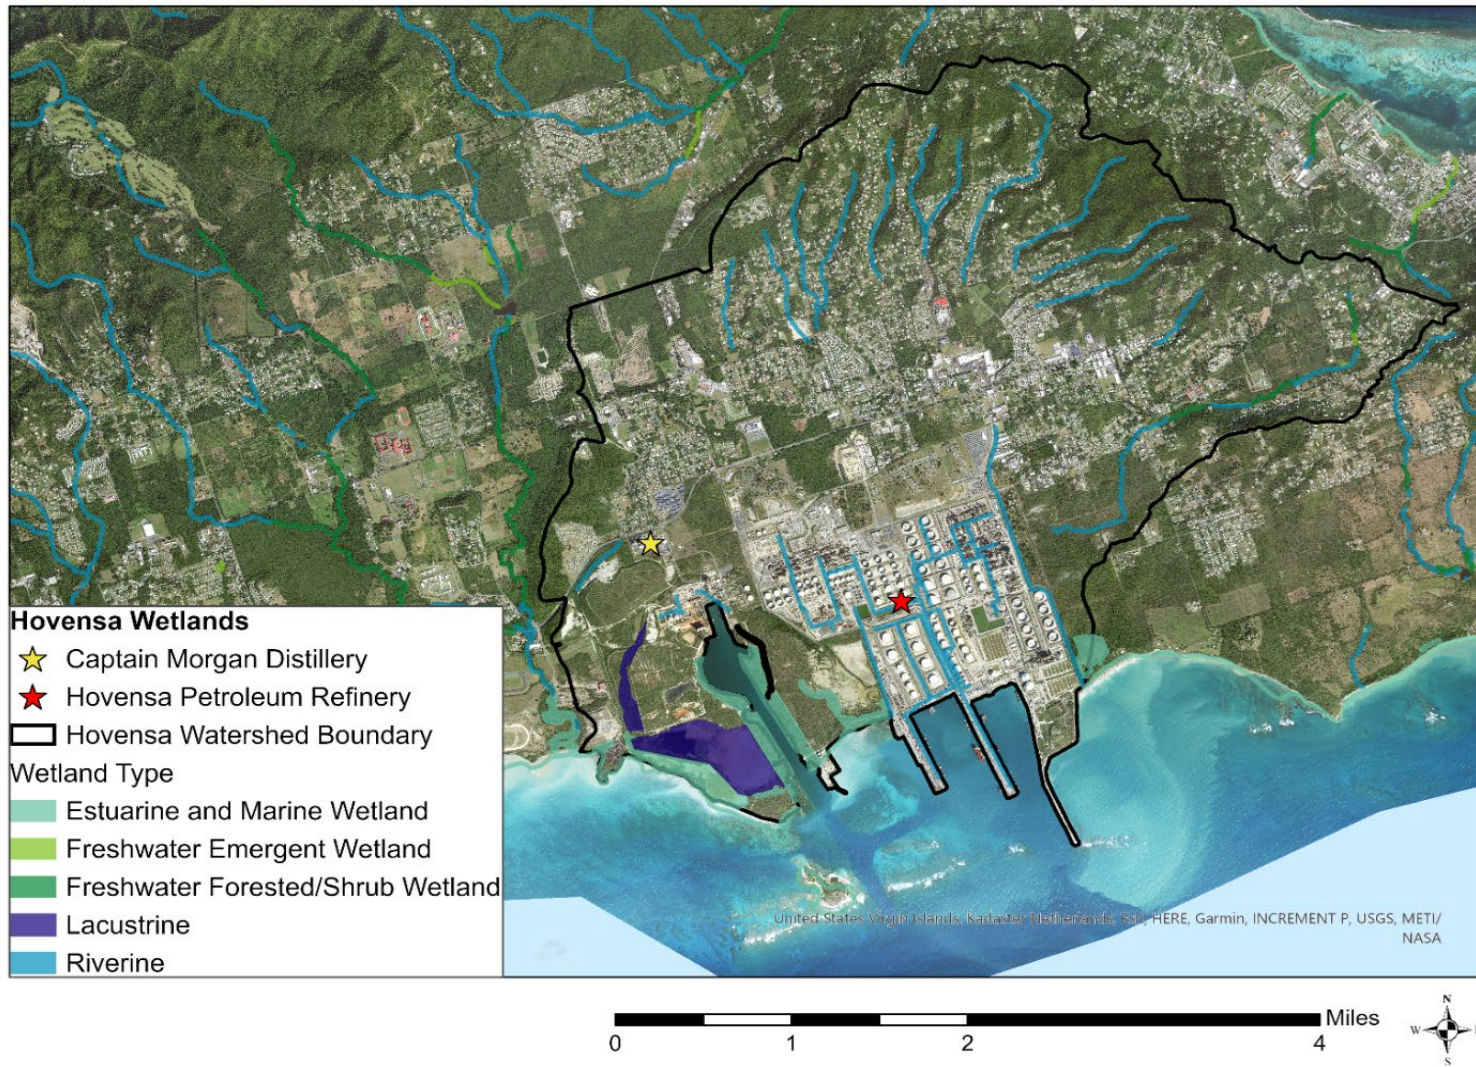 Hovensa Wetlands
Captain Morgan Distillery
Hovensa Petroleum Refinery
Hovensa Watershed Boundary
Wetland Type
Estuarine and Marine Wetland
Freshwater Emergent Wetland
Freshwater Forested/Shrub Wetland
Lacustrine
Riverine
United States Virgin Islands, Kadaster Netherlands, Esri, HERE, Garmin, INCREMENT P, USGS, METI/
NASA
Miles
0 1 2 4
N
W
S